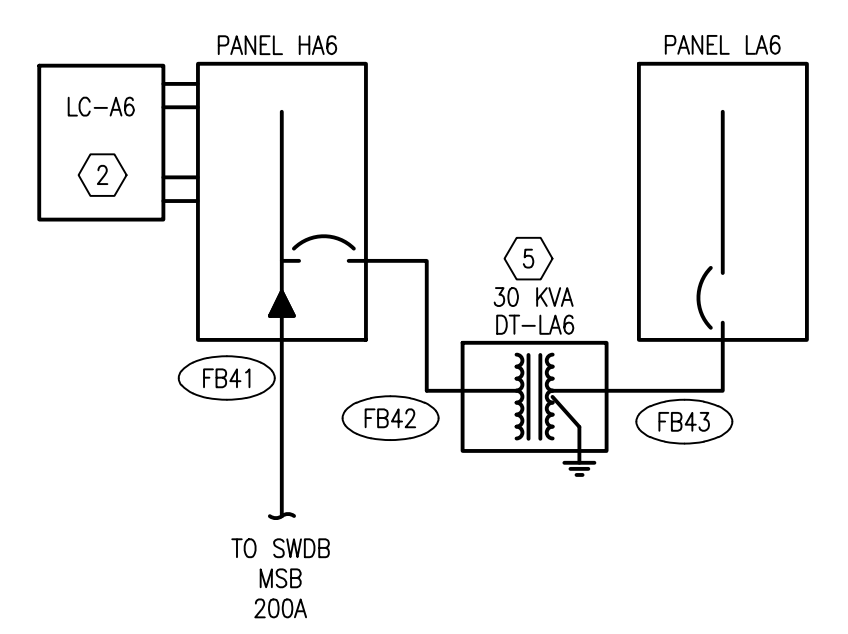 PANEL HA6
PANEL LA6
LC-A6
2
5
30 KVA
DT-LA6
FB41
FB42
FB43
TO SWDB
MSB
200A